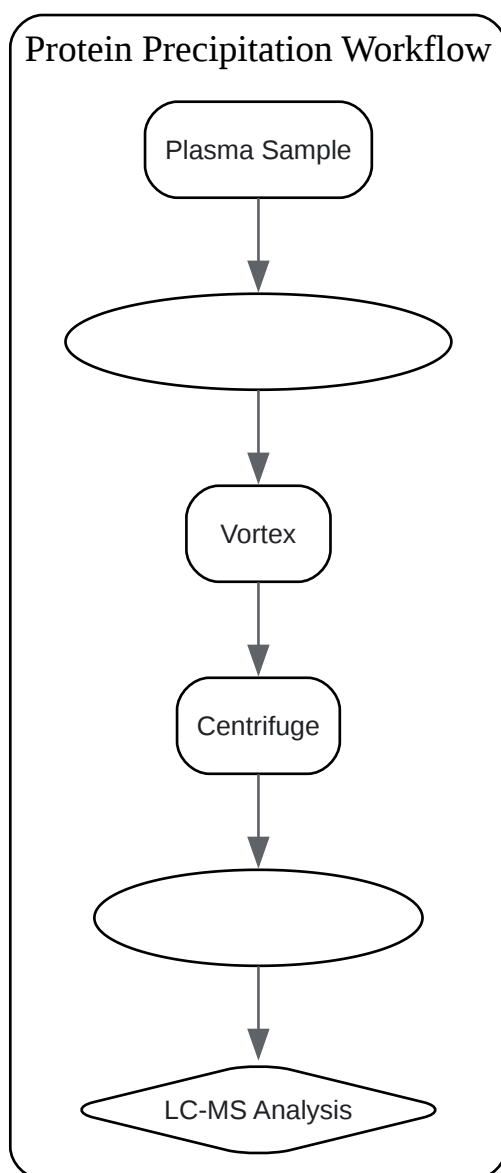 Protein Precipitation Workflow
Plasma Sample
Vortex
Centrifuge
LC-MS Analysis